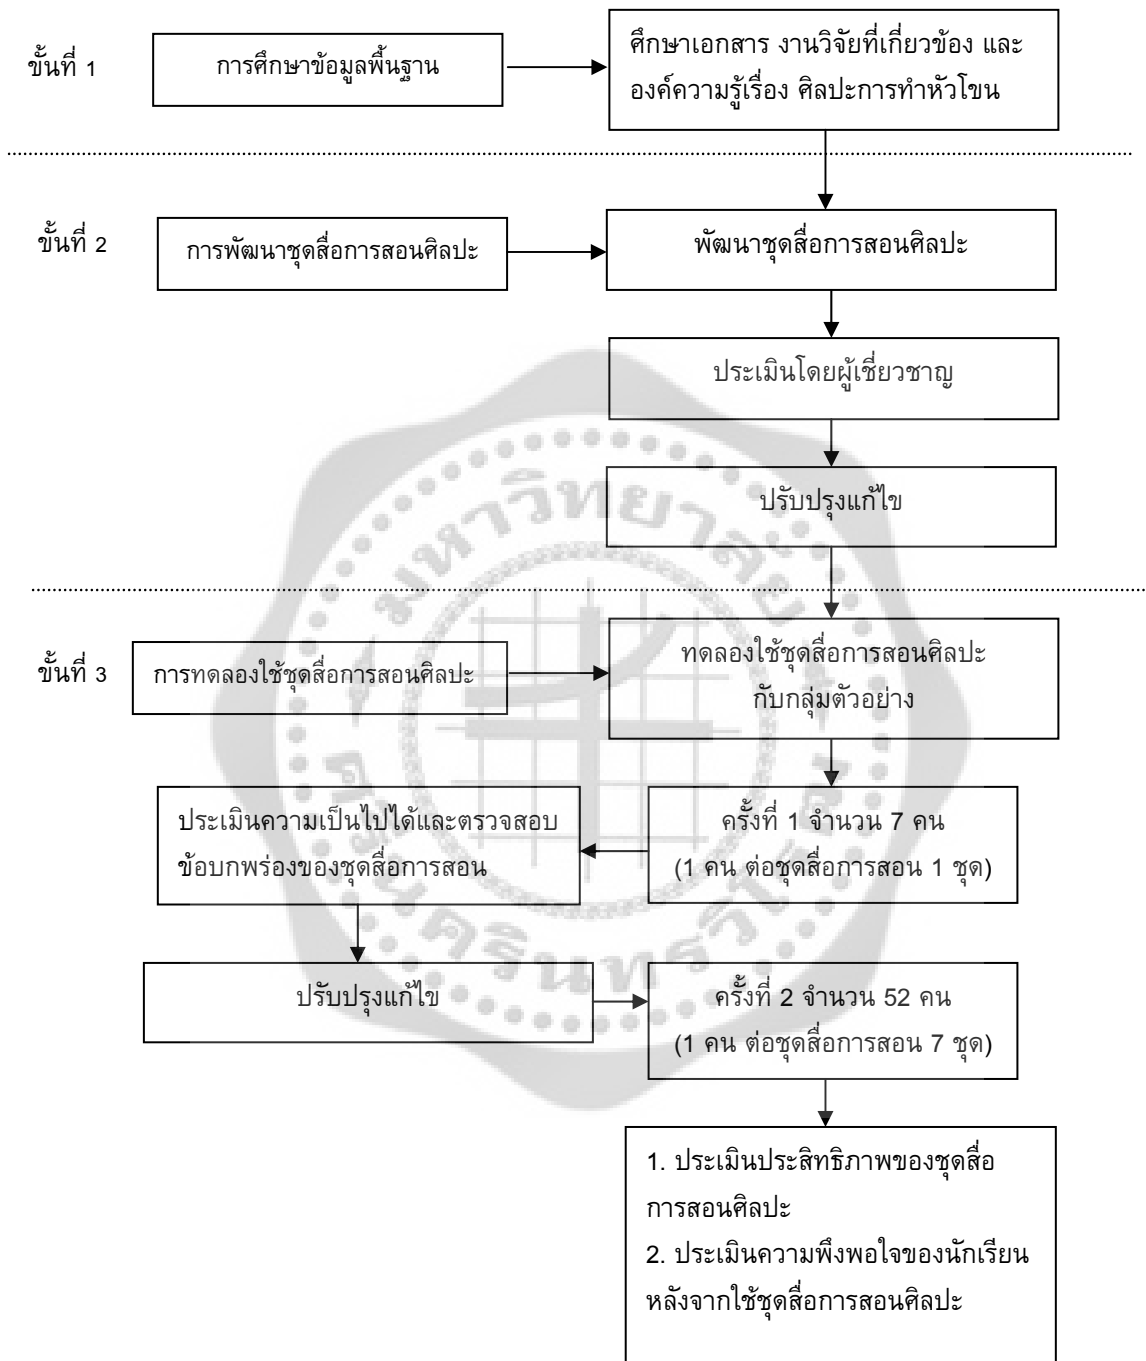 ขั้นที่ 1
การศึกษาข้อมูลพื้นฐาน
ศึกษาเอกสาร งานวิจัยที่เกี่ยวข้อง และ
องค์ความรู้เรื่อง ศิลปะการทำหัวโขน
ขั้นที่ 2
การพัฒนาชุดสื่อการสอนศิลปะ
พัฒนาชุดสื่อการสอนศิลปะ
ประเมินโดยผู้เชี่ยวชาญ
ปรับปรุงแก้ไข
มหาวิทยาลัย
ศรีนครินทรวิโรฒ
ขั้นที่ 3
การทดลองใช้ชุดสื่อการสอนศิลปะ
ทดลองใช้ชุดสื่อการสอนศิลปะ
กับกลุ่มตัวอย่าง
ครั้งที่ 1 จำนวน 7 คน
(1 คน ต่อชุดสื่อการสอน 1 ชุด)
ประเมินความเป็นไปได้และตรวจสอบ
ข้อบกพร่องของชุดสื่อการสอน
ปรับปรุงแก้ไข
ครั้งที่ 2 จำนวน 52 คน
(1 คน ต่อชุดสื่อการสอน 7 ชุด)
1. ประเมินประสิทธิภาพของชุดสื่อ
การสอนศิลปะ
2. ประเมินความพึงพอใจของนักเรียน
หลังจากใช้ชุดสื่อการสอนศิลปะ